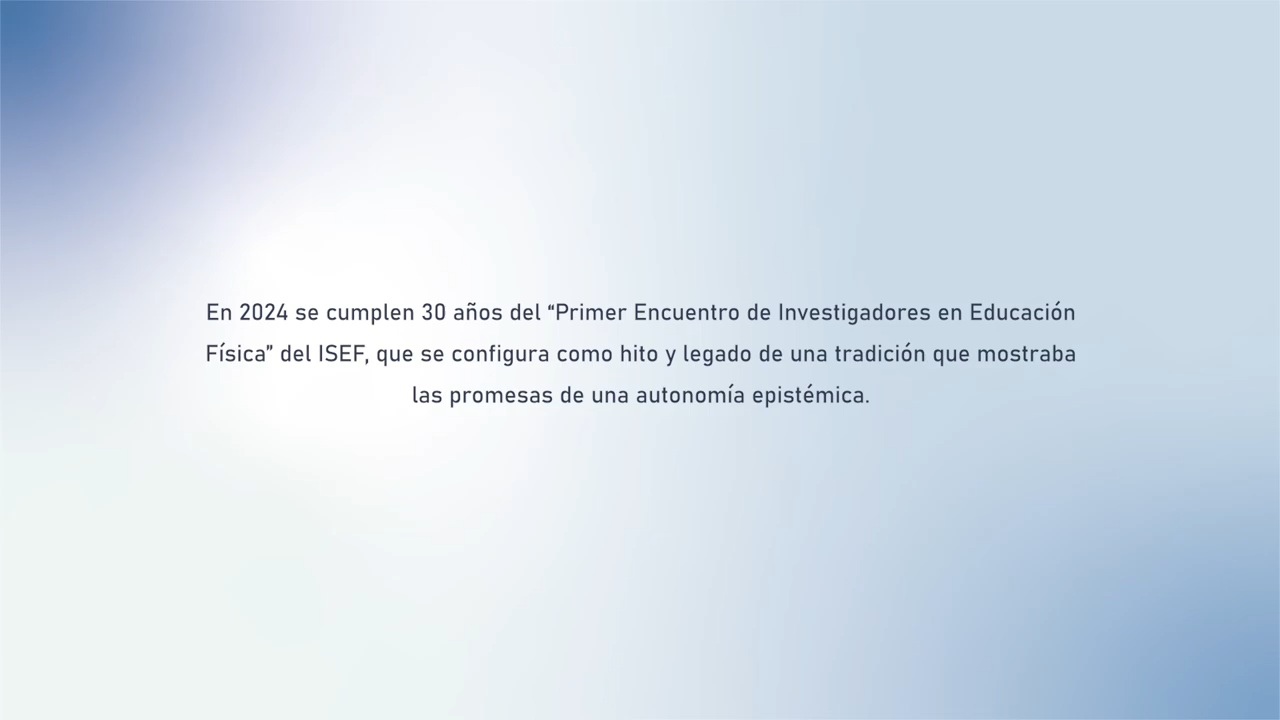 En 2024 se cumplen 30 años del “Primer Encuentro de Investigadores en Educación
Física” del ISEF, que se configura como hito y legado de una tradición que mostraba
las promesas de una autonomía epistémica.